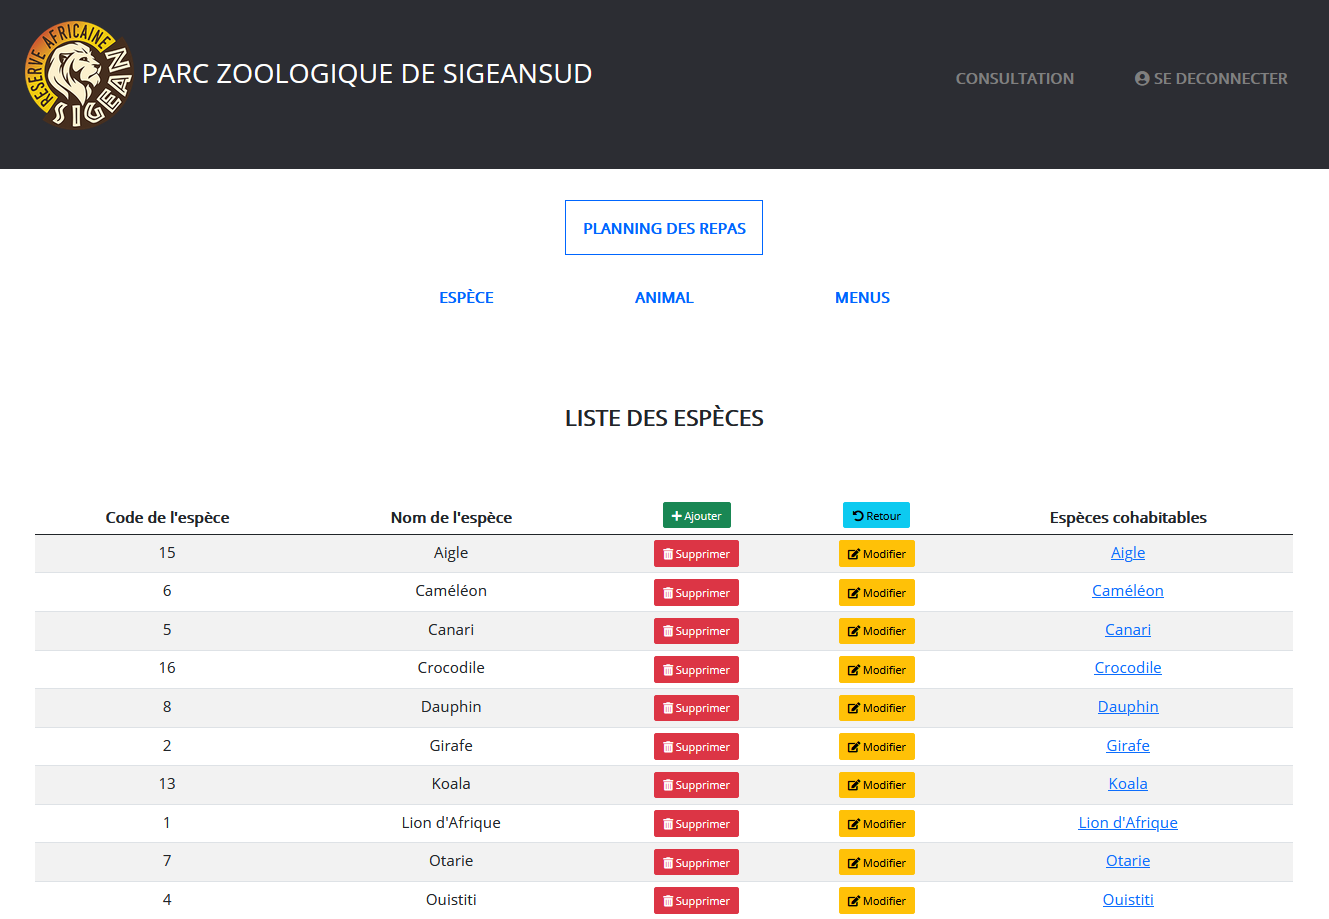 RESERVE AFRICAINE
SIGEAN
PARC ZOOLOGIQUE DE SIGEANSUD
CONSULTATION
SE DECONNECTER
PLANNING DES REPAS
ESPÈCE ANIMAL MENUS
LISTE DES ESPÈCES
Code de l'espèce Nom de l'espèce Ajouter Retour Espèces cohabitables
15 Aigle Supprimer Modifier Aigle
6 Caméléon Supprimer Modifier Caméléon
5 Canari Supprimer Modifier Canari
16 Crocodile Supprimer Modifier Crocodile
8 Dauphin Supprimer Modifier Dauphin
2 Girafe Supprimer Modifier Girafe
13 Koala Supprimer Modifier Koala
1 Lion d'Afrique Supprimer Modifier Lion d'Afrique
7 Otarie Supprimer Modifier Otarie
4 Ouistiti Supprimer Modifier Ouistiti